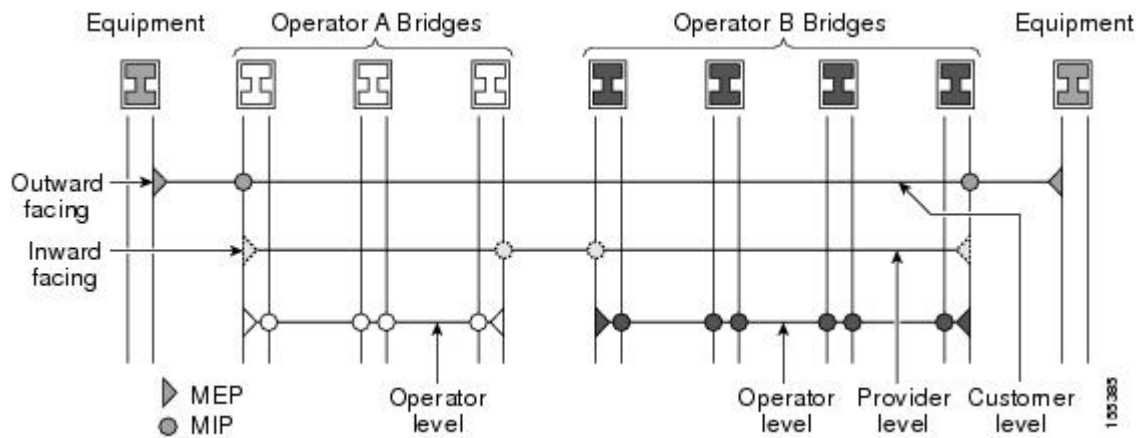 Equipment
Operator A Bridges
Operator B Bridges
Equipment
Outward
facing
Inward
facing
MEP
MIP
Operator
level
Operator
level
Provider
level
Customer
level
155385